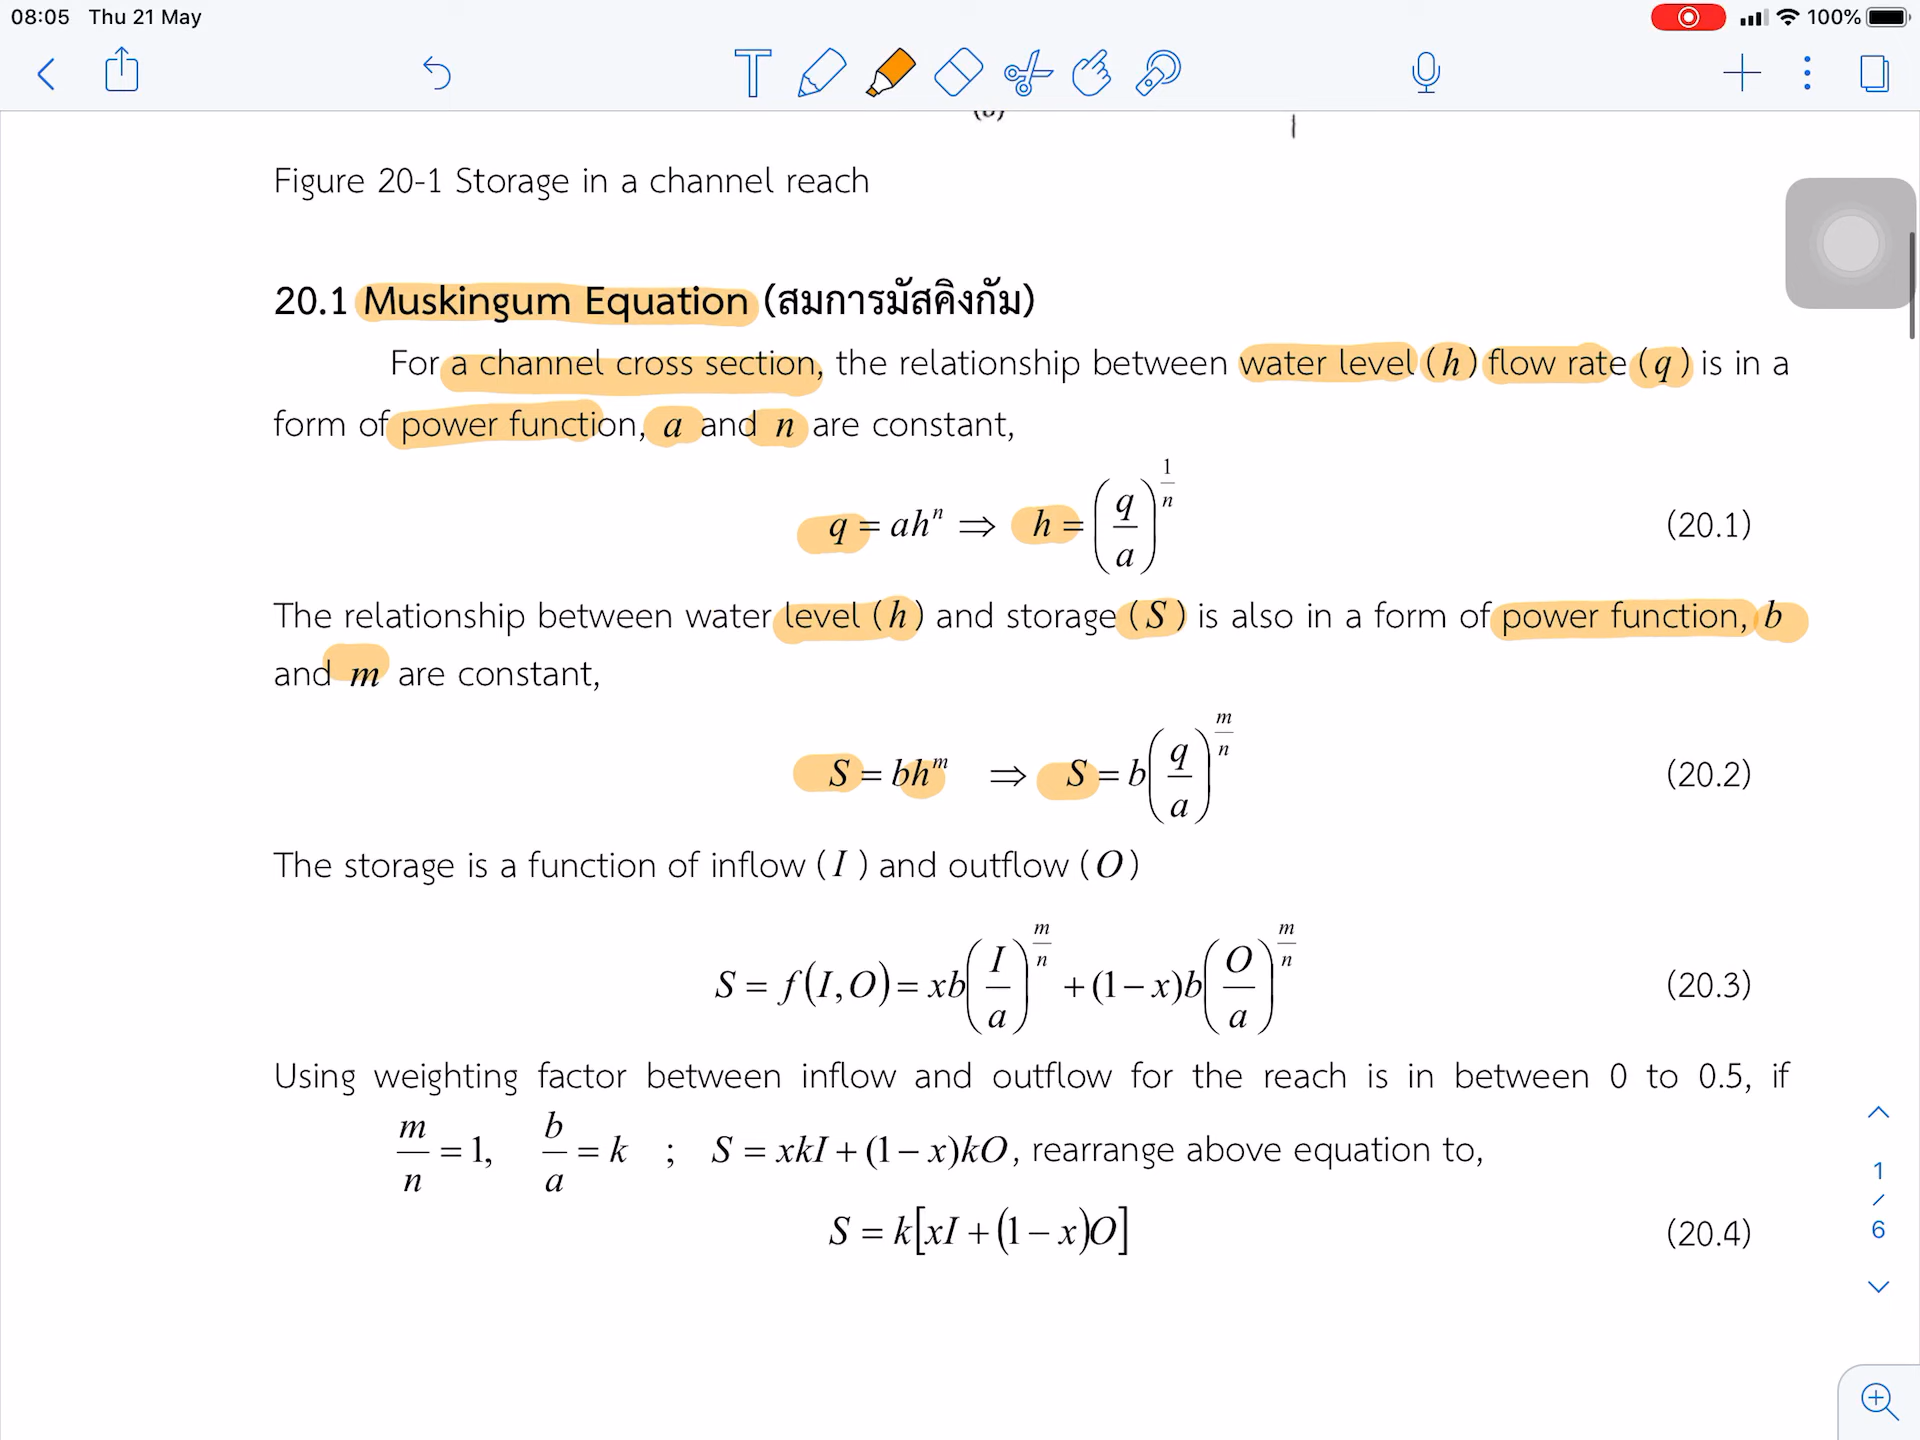 08:05 Thu 21 May
100%
T
Figure 20-1 Storage in a channel reach
20.1 Muskingum Equation (สมการมัสคิงกัม)
For a channel cross section, the relationship between water level (h) flow rate (q) is in a
form of power function, a and n are constant,
q = ah^n ⇒ h = (q/a)^(1/n) (20.1)
The relationship between water level (h) and storage (S) is also in a form of power function, b
and m are constant,
S = bh^m ⇒ S = b(q/a)^(m/n) (20.2)
The storage is a function of inflow (I) and outflow (O)
S = f(I,O) = xb(I/a)^(m/n) + (1−x)b(O/a)^(m/n) (20.3)
Using weighting factor between inflow and outflow for the reach is in between 0 to 0.5, if
m/n = 1, b/a = k ; S = xkI + (1−x)kO, rearrange above equation to,
S = k[xI + (1−x)O] (20.4)
1
/
6